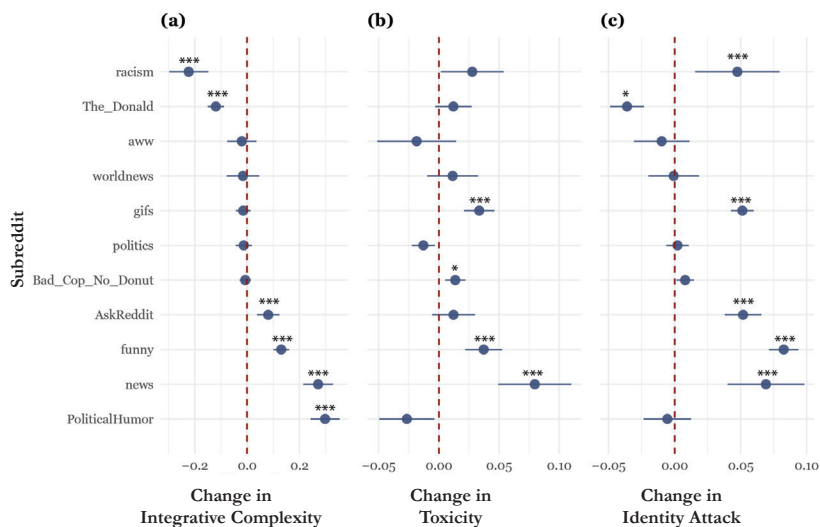 (a) (b) (c)
racism *** ***
The_Donald *** *
aww
worldnews
gifs *** ***
politics
Bad_Cop_No_Donut *
AskReddit *** ***
funny *** *** ***
news *** *** ***
PoliticalHumor ***
Subreddit
−0.2 0.0 0.2 −0.05 0.00 0.05 0.10 −0.05 0.00 0.05 0.10
Change in Change in Change in
Integrative Complexity Toxicity Identity Attack